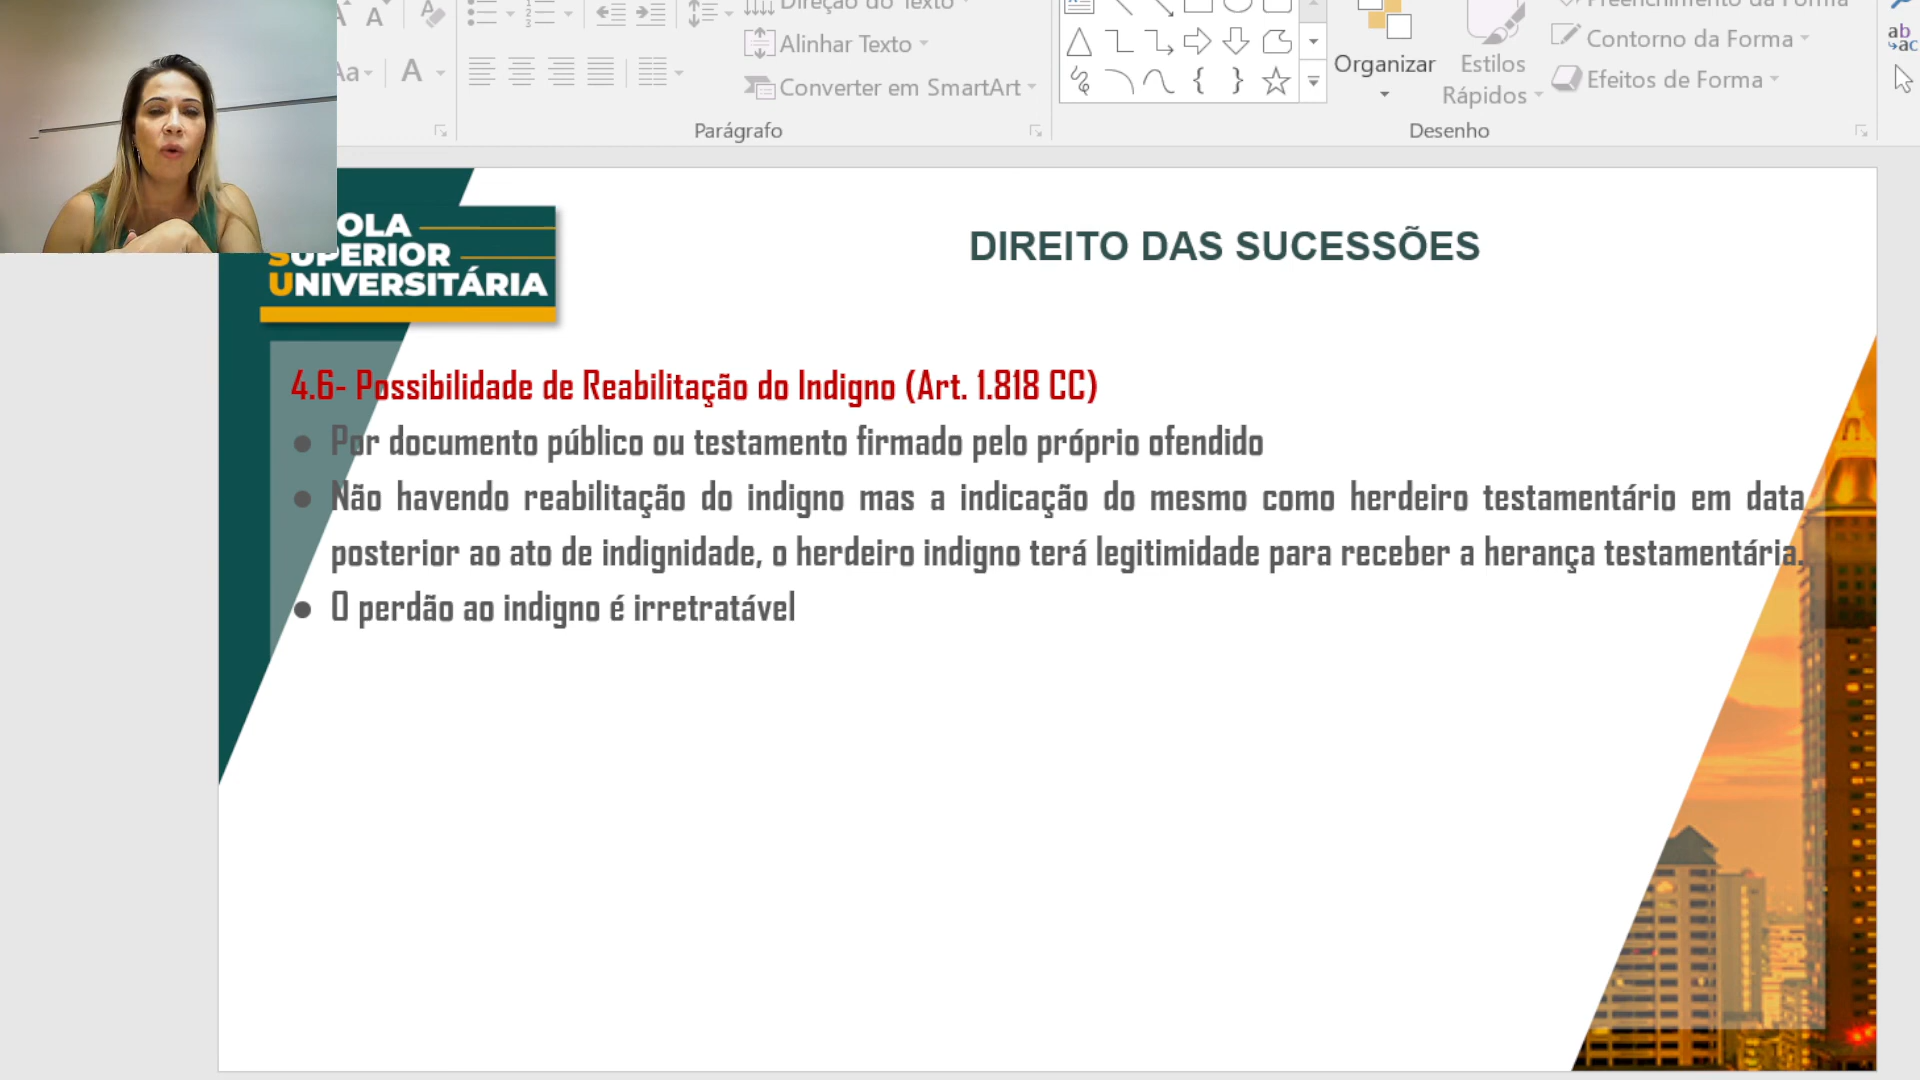 Alinhar Texto
Converter em SmartArt
Parágrafo
Organizar
Estilos
Rápidos
Contorno da Forma
Efeitos de Forma
Desenho
Aa
A
A
ab
ac
OLA
SUPERIOR
UNIVERSITÁRIA
DIREITO DAS SUCESSÕES
4.6- Possibilidade de Reabilitação do Indigno (Art. 1.818 CC)
● Por documento público ou testamento firmado pelo próprio ofendido
● Não havendo reabilitação do indigno mas a indicação do mesmo como herdeiro testamentário em data
posterior ao ato de indignidade, o herdeiro indigno terá legitimidade para receber a herança testamentária.
● O perdão ao indigno é irretratável